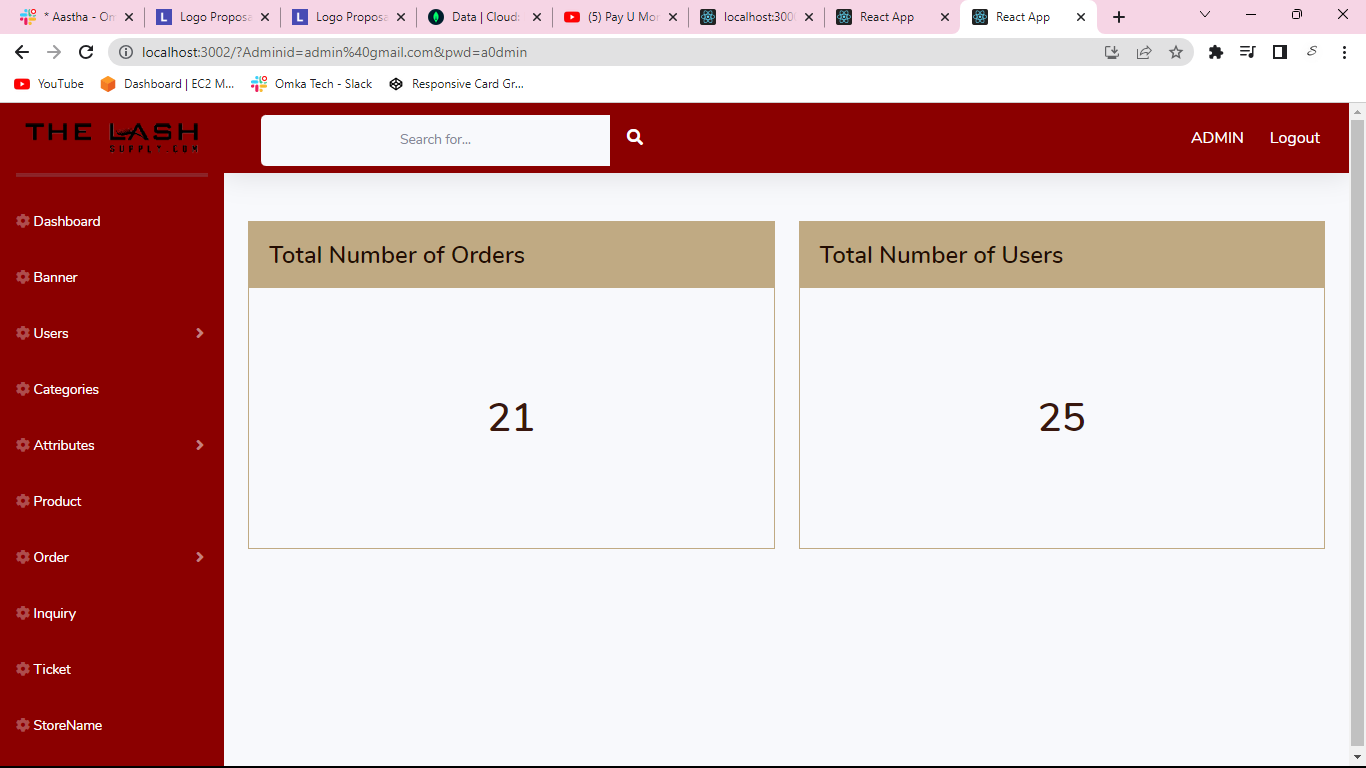 * Aastha - On
Logo Proposa
Logo Proposa
Data | Cloud:
(5) Pay U Mon
localhost:300
React App
React App
localhost:3002/?Adminid=admin%40gmail.com&pwd=a0dmin
YouTube
Dashboard | EC2 M...
Omka Tech - Slack
Responsive Card Gr...
THE LASH
SUPPLY.COM
Search for...
ADMIN
Logout
Dashboard
Banner
Users
Categories
Attributes
Product
Order
Inquiry
Ticket
StoreName
Total Number of Orders
21
Total Number of Users
25